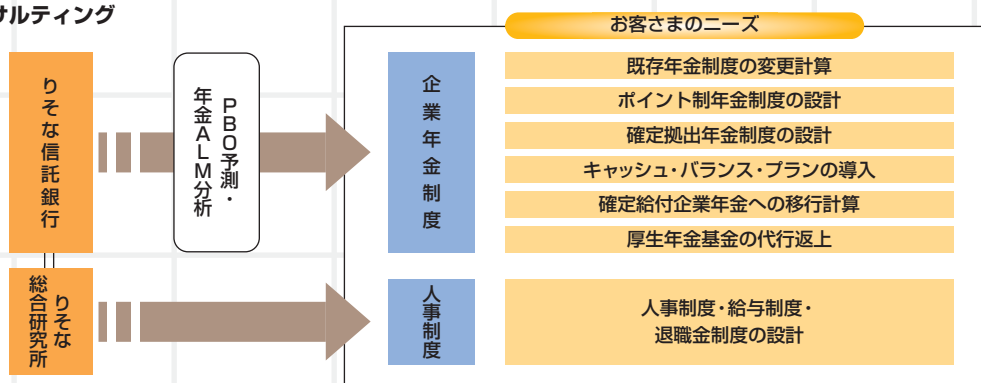 サルティング
お客さまのニーズ
りそな信託銀行
PBO予測・
年金ALM分析
企業年金制度
既存年金制度の変更計算
ポイント制年金制度の設計
確定拠出年金制度の設計
キャッシュ・バランス・プランの導入
確定給付企業年金への移行計算
厚生年金基金の代行返上
りそな
総合研究所
人事制度
人事制度・給与制度・
退職金制度の設計